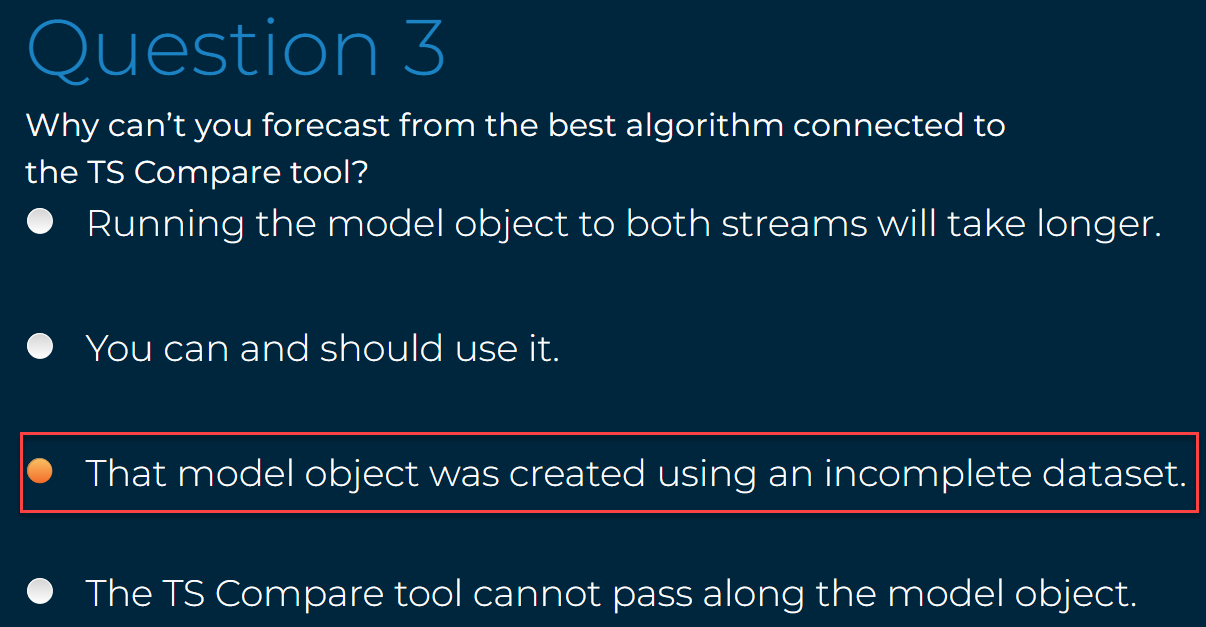 Question 3
Why can’t you forecast from the best algorithm connected to
the TS Compare tool?
Running the model object to both streams will take longer.
You can and should use it.
That model object was created using an incomplete dataset.
The TS Compare tool cannot pass along the model object.